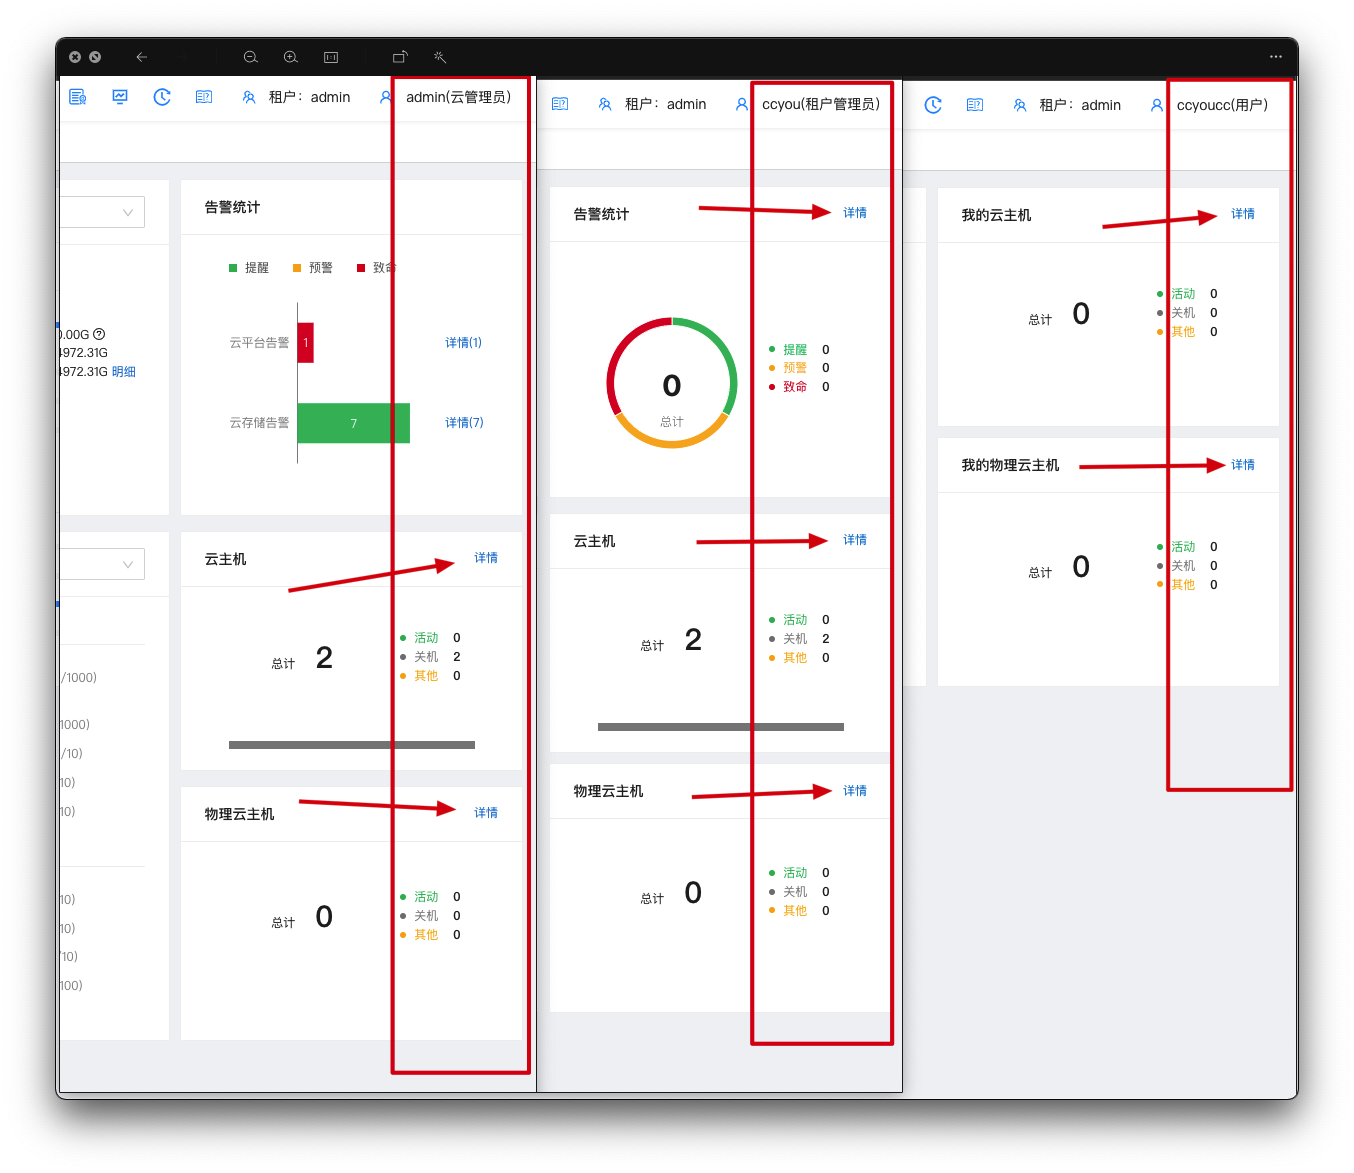 租户：admin
admin(云管理员)
0.00G
4972.31G
4972.31G 明细
/1000)
1000)
/10)
10)
10)
10)
10)
10)
100)
告警统计
提醒 预警 致命
云平台告警 1 详情(1)
云存储告警 7 详情(7)
云主机 详情
总计 2
活动 0
关机 2
其他 0
物理云主机 详情
总计 0
活动 0
关机 0
其他 0
租户：admin
ccyou(租户管理员)
告警统计 详情
0
总计
提醒 0
预警 0
致命 0
云主机 详情
总计 2
活动 0
关机 2
其他 0
物理云主机 详情
总计 0
活动 0
关机 0
其他 0
租户：admin
ccyoucc(用户)
我的云主机 详情
总计 0
活动 0
关机 0
其他 0
我的物理云主机 详情
总计 0
活动 0
关机 0
其他 0